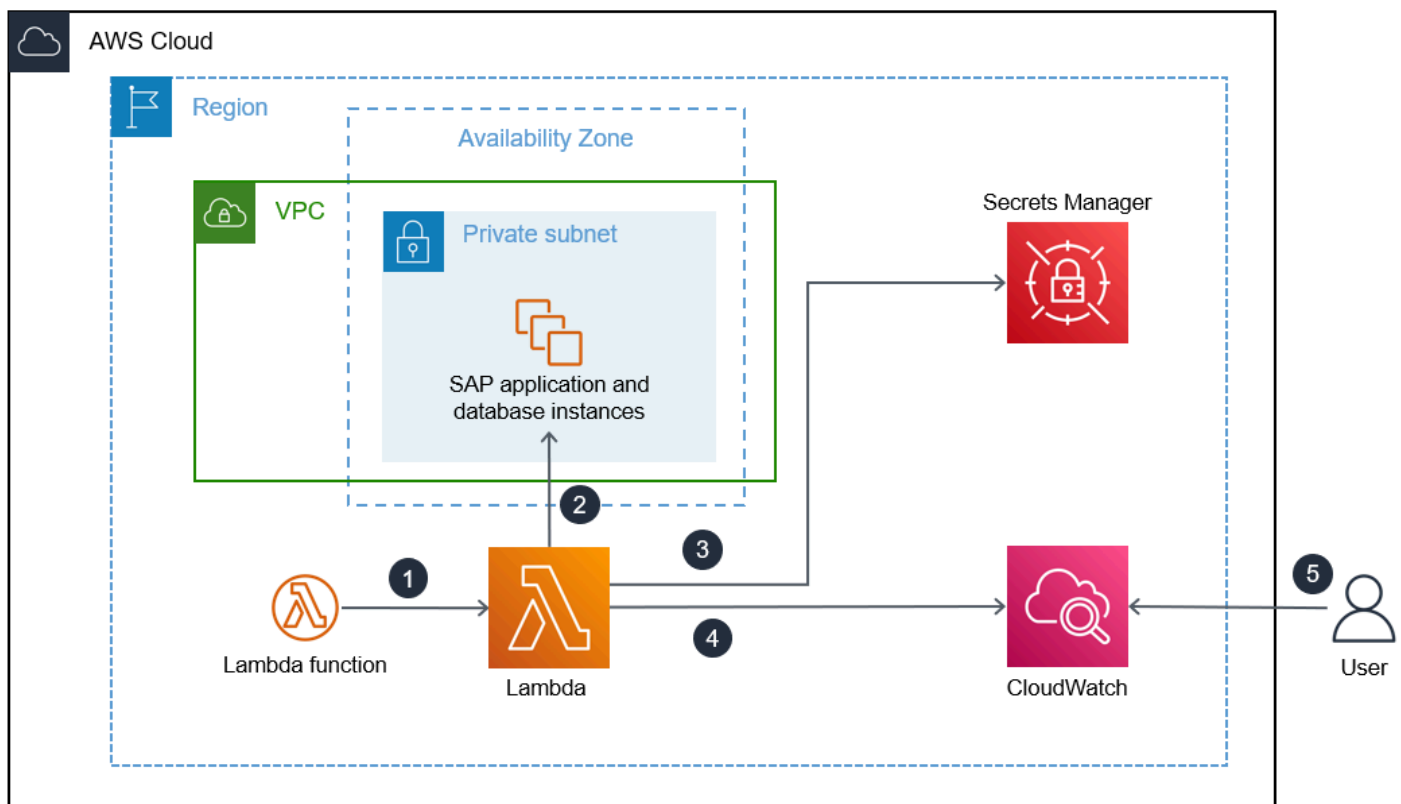 AWS Cloud
Region
Availability Zone
VPC
Private subnet
Secrets Manager
SAP application and
database instances
2
3
1
5
4
Lambda function
Lambda
CloudWatch
User